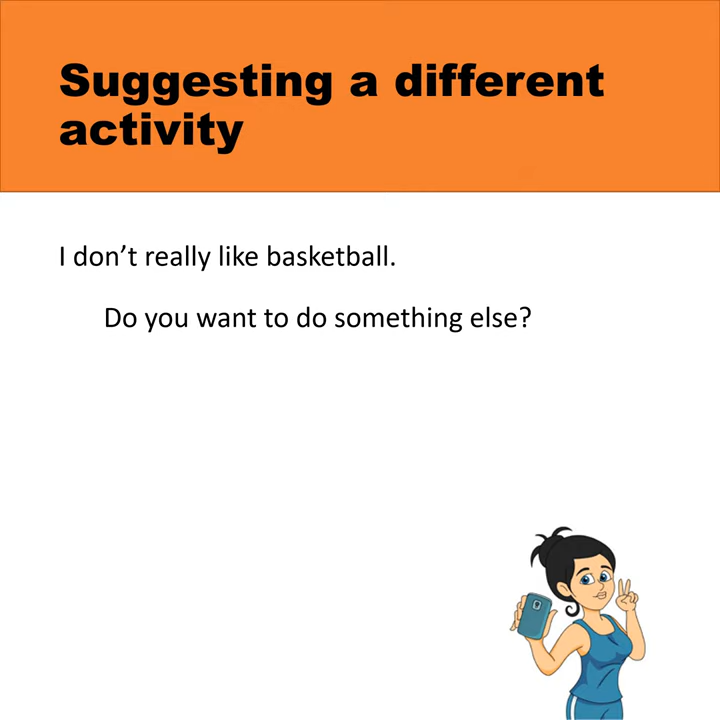 Suggesting a different
activity
I don’t really like basketball.
Do you want to do something else?